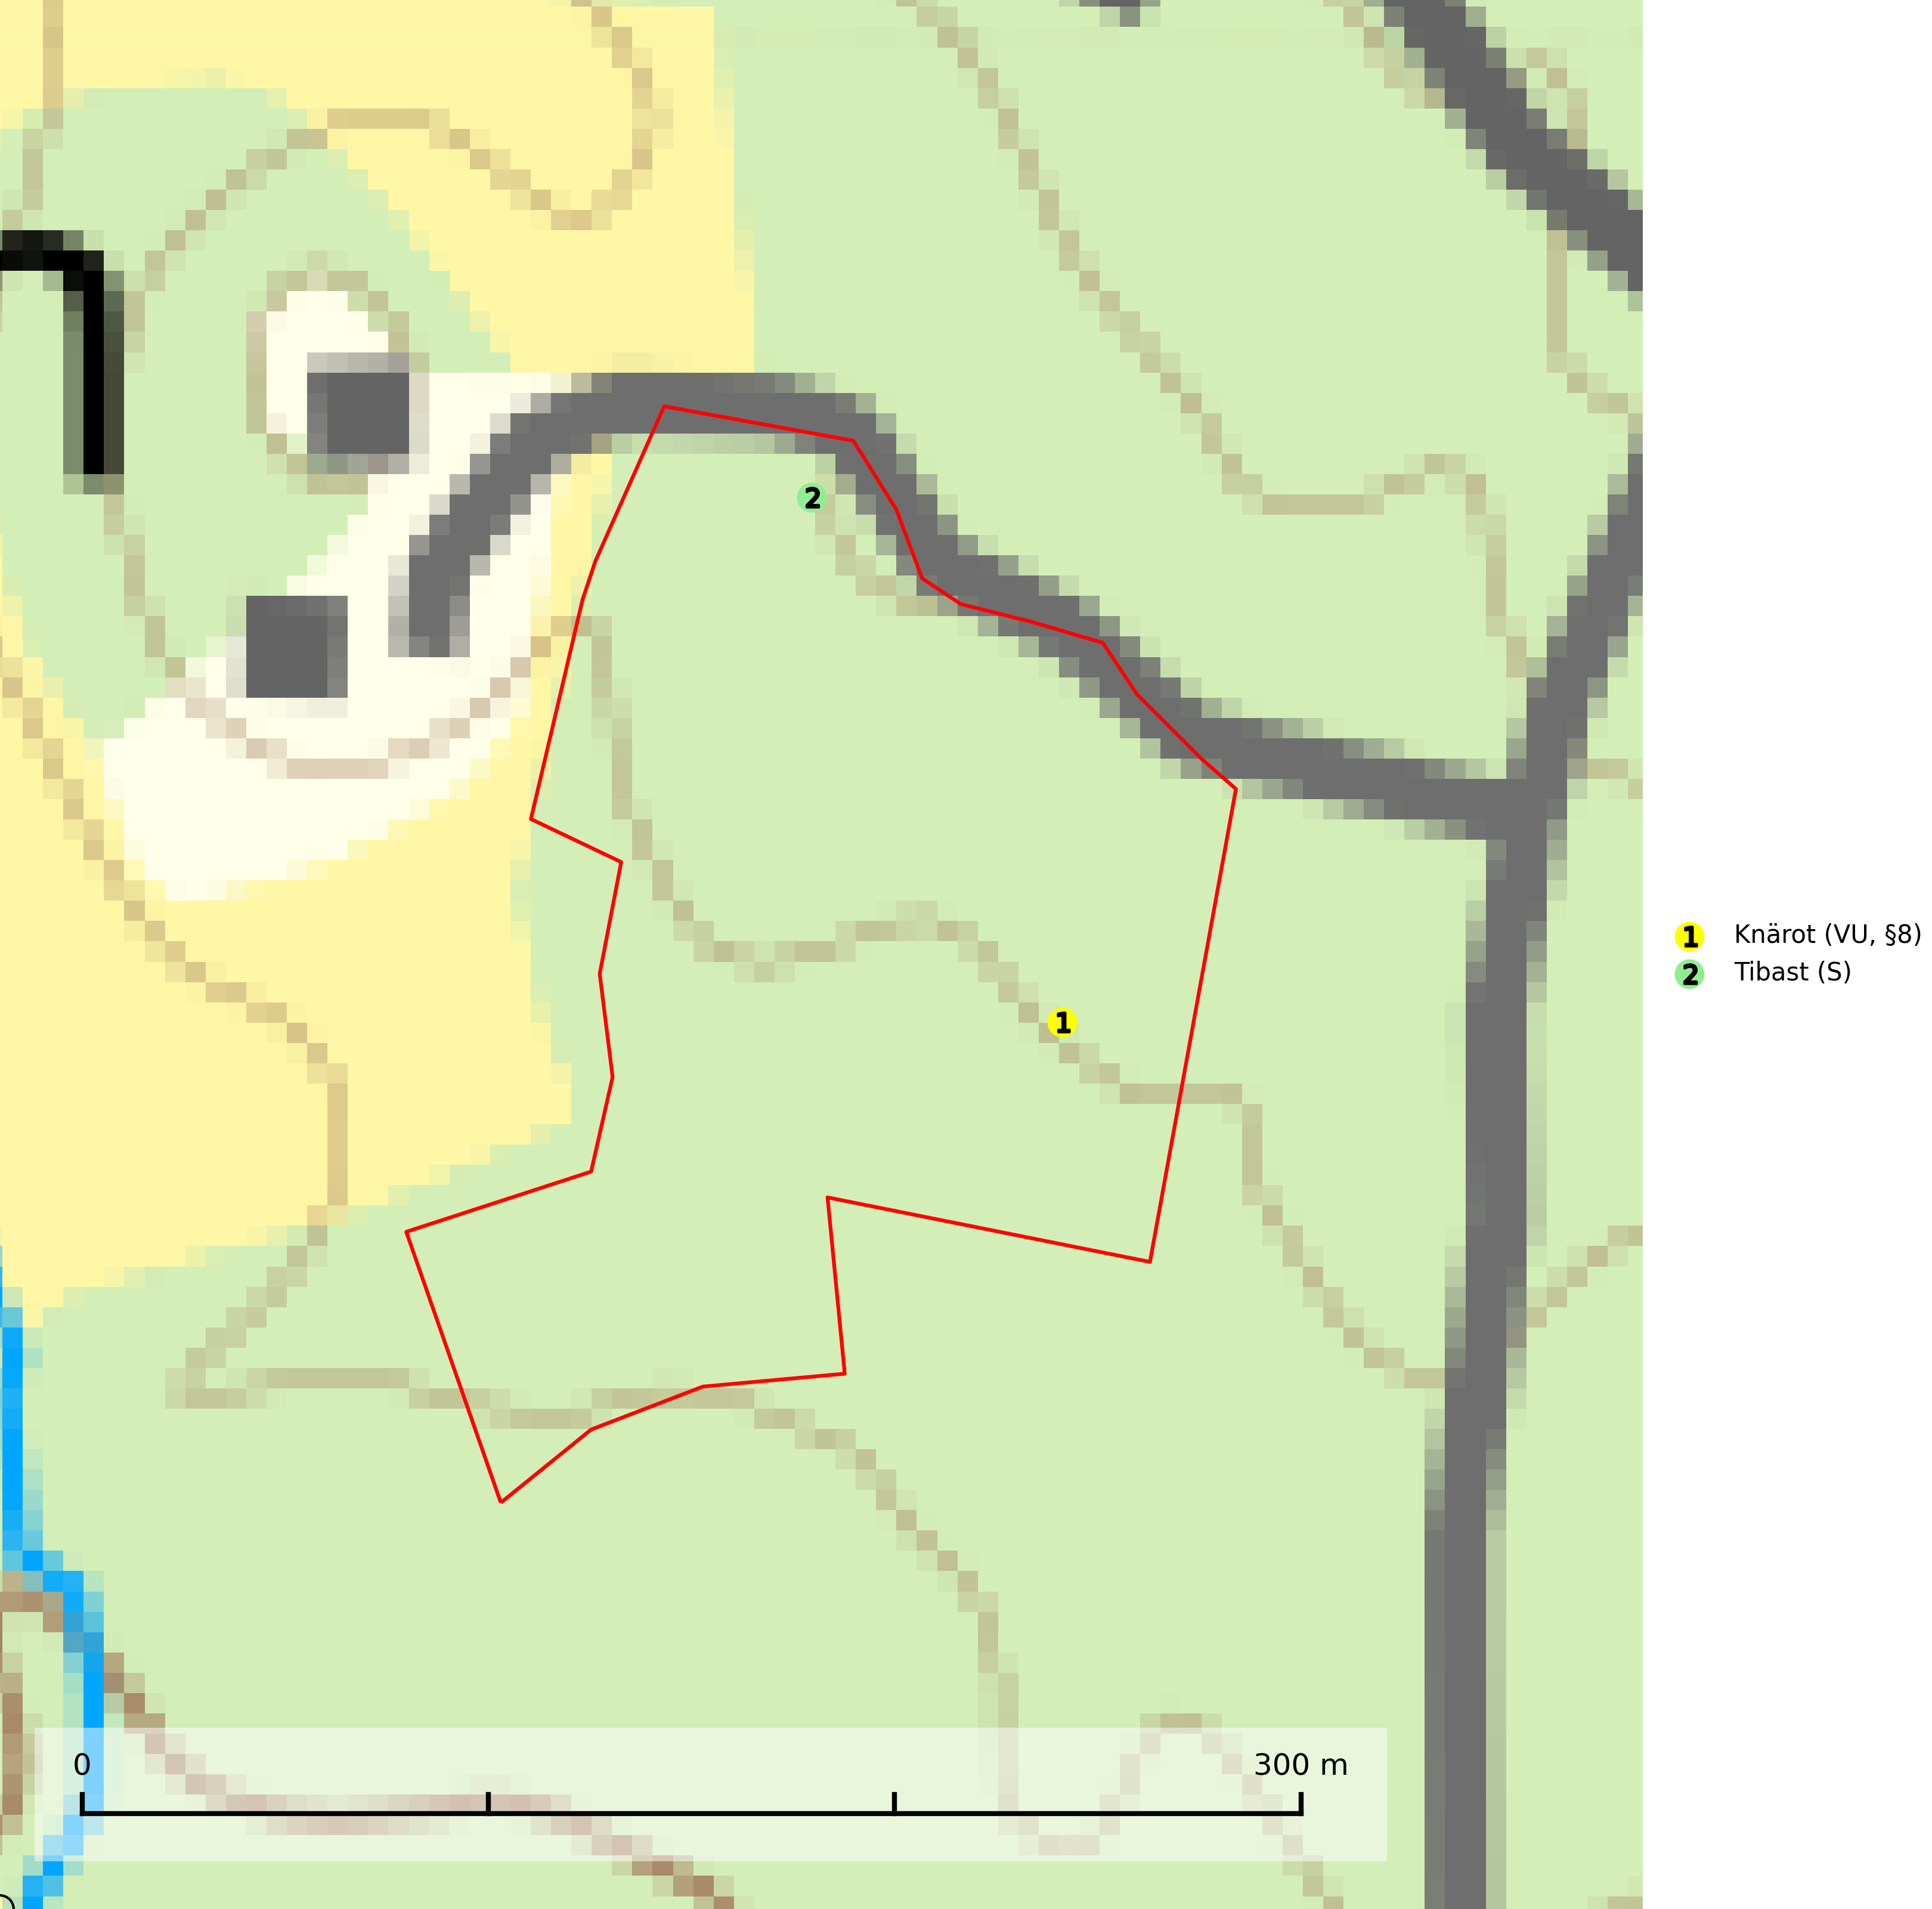 2
1
1 Knärot (VU, §8)
2 Tibast (S)
0 300 m